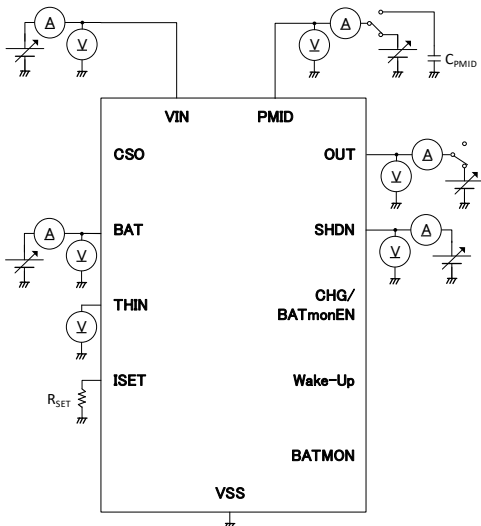 A
V
V
A
C_PMID
VIN
PMID
CSO
OUT
A
V
A
BAT
V
SHDN
A
V
THIN
V
CHG/
BATmonEN
ISET
R_SET
Wake-Up
BATMON
VSS